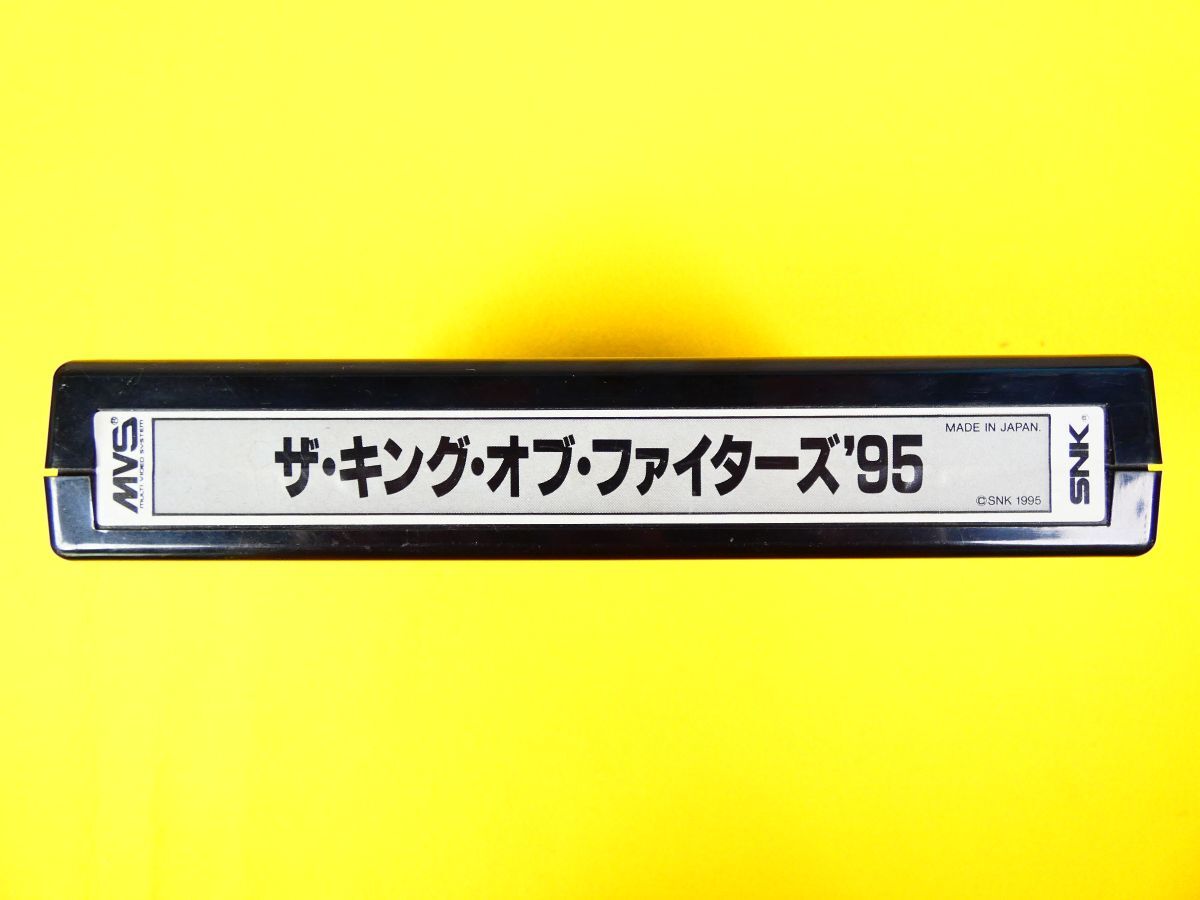 MVS®
MULTI VIDEO SYSTEM
ザ・キング・オブ・ファイターズ'95
MADE IN JAPAN.
©SNK 1995
SNK®